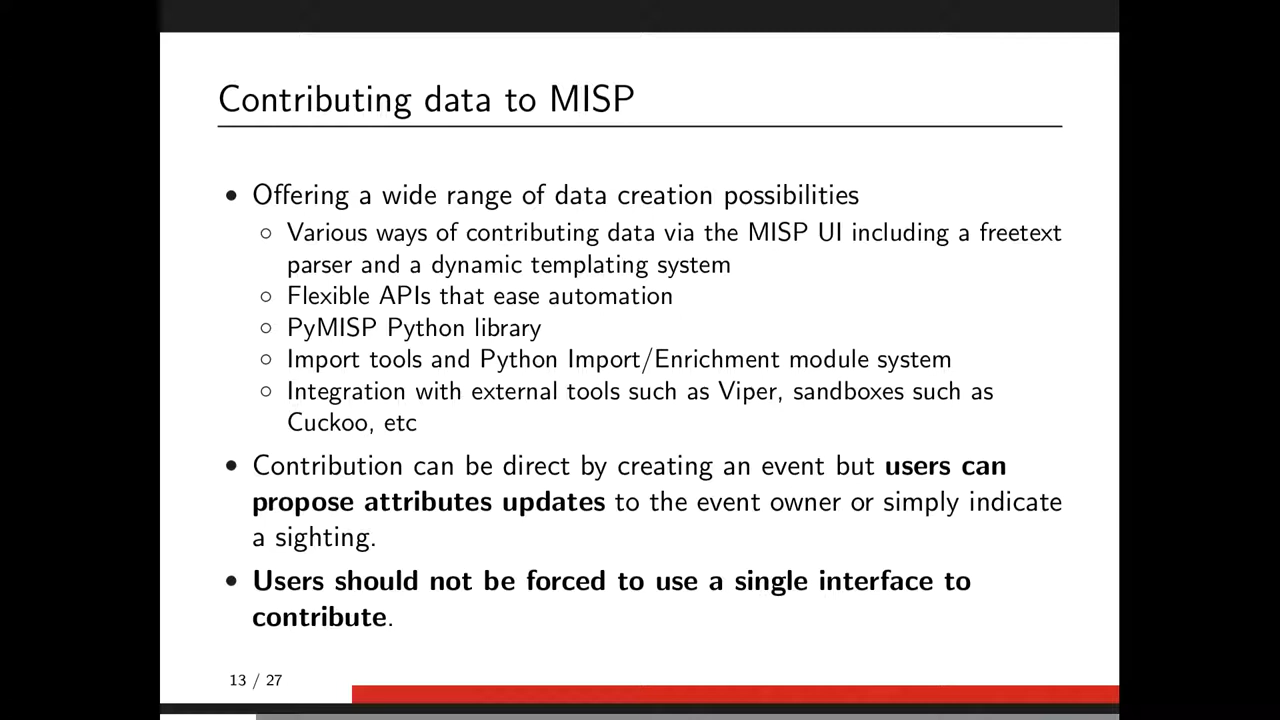 Contributing data to MISP
• Offering a wide range of data creation possibilities
○ Various ways of contributing data via the MISP UI including a freetext
parser and a dynamic templating system
○ Flexible APIs that ease automation
○ PyMISP Python library
○ Import tools and Python Import/Enrichment module system
○ Integration with external tools such as Viper, sandboxes such as
Cuckoo, etc
• Contribution can be direct by creating an event but users can
propose attributes updates to the event owner or simply indicate
a sighting.
• Users should not be forced to use a single interface to
contribute.
13 / 27